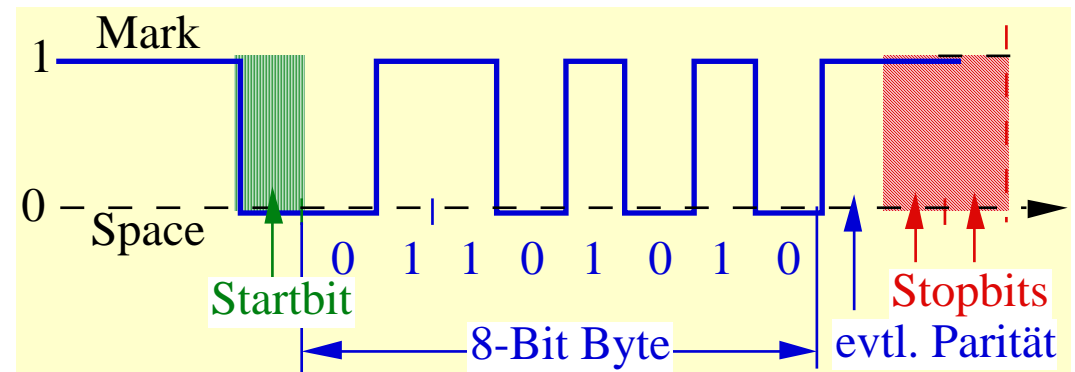 Mark
1
0
Space
0 1 1 0 1 0 1 0
Startbit
Stopbits
8-Bit Byte
evtl. Parität